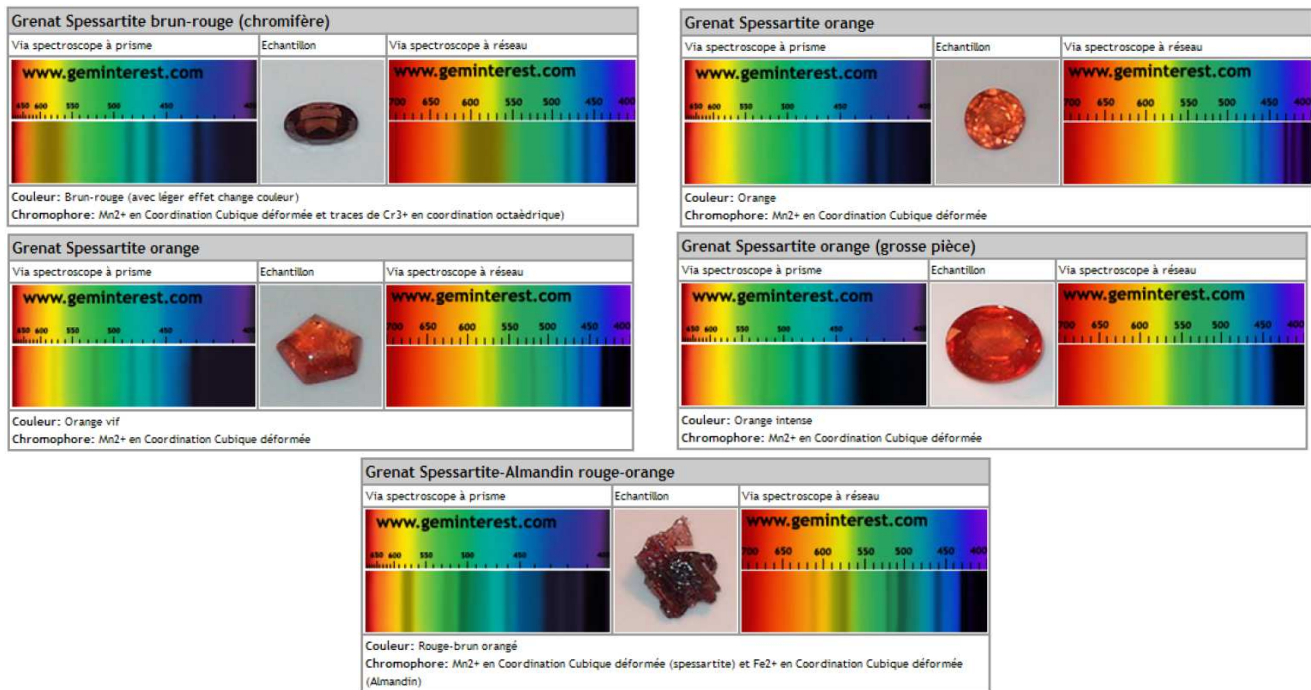 Grenat Spessartite brun-rouge (chromifère)
Via spectroscope à prisme Echantillon Via spectroscope à réseau
www.geminterest.com www.geminterest.com
650 600 550 500 450 400 700 650 600 550 500 450 400
Couleur: Brun-rouge (avec léger effet change couleur)
Chromophore: Mn2+ en Coordination Cubique déformée et traces de Cr3+ en coordination octaèdrique)
Grenat Spessartite orange
Via spectroscope à prisme Echantillon Via spectroscope à réseau
www.geminterest.com www.geminterest.com
650 600 550 500 450 400 700 650 600 550 500 450 400
Couleur: Orange
Chromophore: Mn2+ en Coordination Cubique déformée
Grenat Spessartite orange
Via spectroscope à prisme Echantillon Via spectroscope à réseau
www.geminterest.com www.geminterest.com
650 600 550 500 450 400 700 650 600 550 500 450 400
Couleur: Orange vif
Chromophore: Mn2+ en Coordination Cubique déformée
Grenat Spessartite orange (grosse pièce)
Via spectroscope à prisme Echantillon Via spectroscope à réseau
www.geminterest.com www.geminterest.com
650 600 550 500 450 400 700 650 600 550 500 450 400
Couleur: Orange intense
Chromophore: Mn2+ en Coordination Cubique déformée
Grenat Spessartite-Almandin rouge-orange
Via spectroscope à prisme Echantillon Via spectroscope à réseau
www.geminterest.com www.geminterest.com
650 600 550 500 450 400 700 650 600 550 500 450 400
Couleur: Rouge-brun orangé
Chromophore: Mn2+ en Coordination Cubique déformée (spessartite) et Fe2+ en Coordination Cubique déformée
(Almandin)